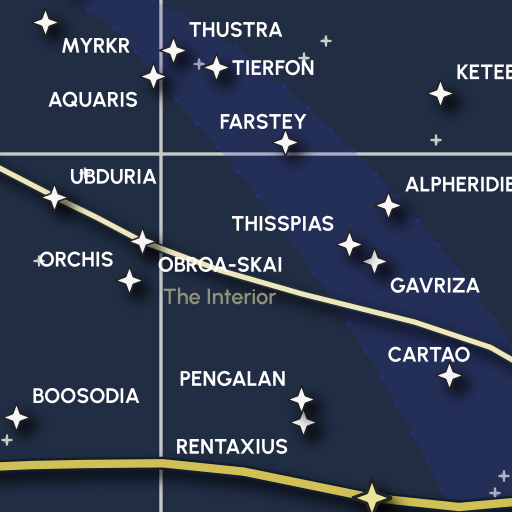 THUSTRA
MYRKR
TIERFON
KETEE
AQUARIS
FARSTEY
UBDURIA
ALPHERIDIE
THISSPIAS
ORCHIS
OBROA-SKAI
GAVRIZA
The Interior
CARTAO
PENGALAN
BOOSODIA
RENTAXIUS